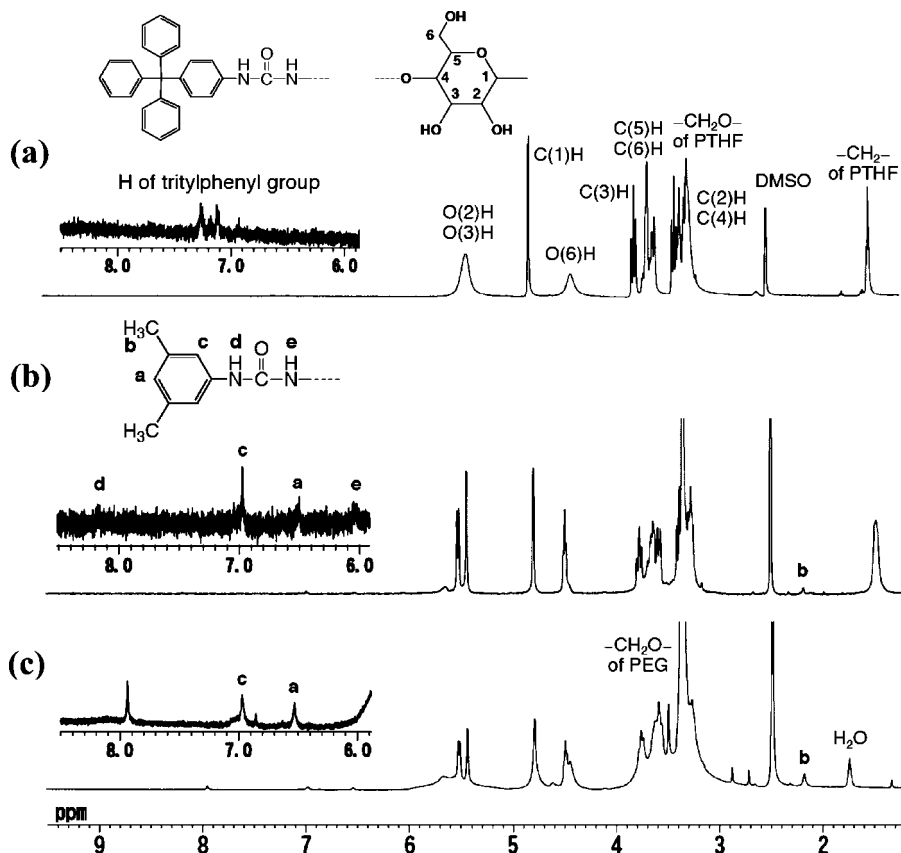 OH
6
O
5
4
O
1
3
2
HO
OH
H
N
O
C
H
N
(a)
H of tritylphenyl group
8.0 7.0 6.0
O(2)H
O(3)H
C(1)H
O(6)H
C(3)H
C(5)H
C(6)H
–CH2O–
of PTHF
C(2)H
C(4)H
DMSO
–CH2–
of PTHF
(b)
H3C
b
c
d
H
N
O
C
e
H
N
a
H3C
d
c
a
e
8.0 7.0 6.0
b
(c)
c
a
8.0 7.0 6.0
–CH2O–
of PEG
b
H2O
ppm
9 8 7 6 5 4 3 2